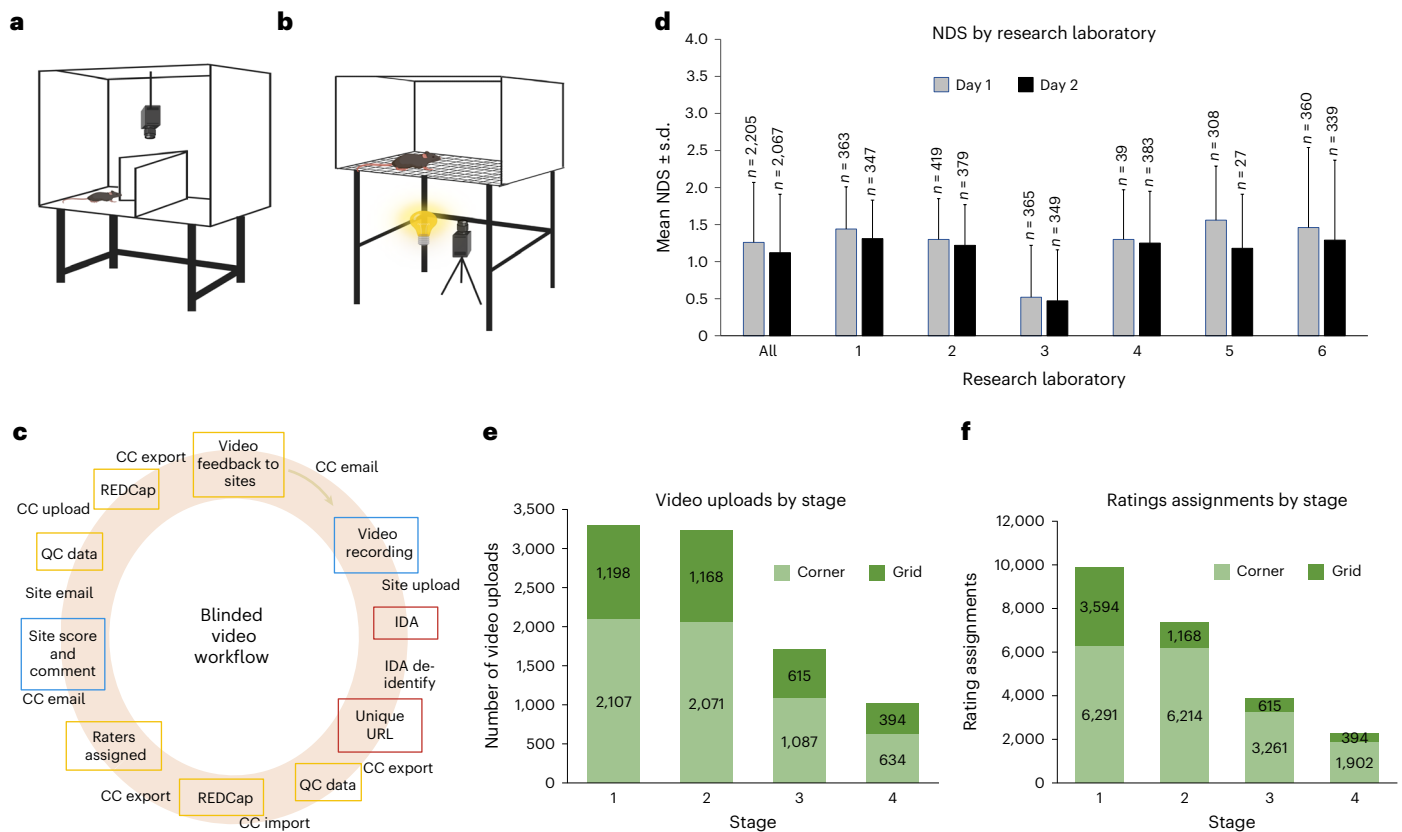 a
b
c
CC export
Video
feedback to
sites
CC email
REDCap
CC upload
Video
recording
QC data
Site upload
Site email
IDA
Blinded
video
workflow
Site score
and
comment
IDA de-
identify
CC email
Unique
URL
Raters
assigned
CC export
QC data
CC export
REDCap
CC import
d
NDS by research laboratory
Day 1
Day 2
Mean NDS ± s.d.
4.0
3.5
3.0
2.5
2.0
1.5
1.0
0.5
0
n = 2,205
n = 2,067
n = 363
n = 347
n = 419
n = 379
n = 365
n = 349
n = 39
n = 383
n = 308
n = 27
n = 360
n = 339
All
1
2
3
4
5
6
Research laboratory
e
Video uploads by stage
Corner
Grid
Number of video uploads
3,500
3,000
2,500
2,000
1,500
1,000
500
0
1,198
2,107
1,168
2,071
615
1,087
394
634
1
2
3
4
Stage
f
Ratings assignments by stage
Corner
Grid
Rating assignments
12,000
10,000
8,000
6,000
4,000
2,000
0
3,594
6,291
1,168
6,214
615
3,261
394
1,902
1
2
3
4
Stage